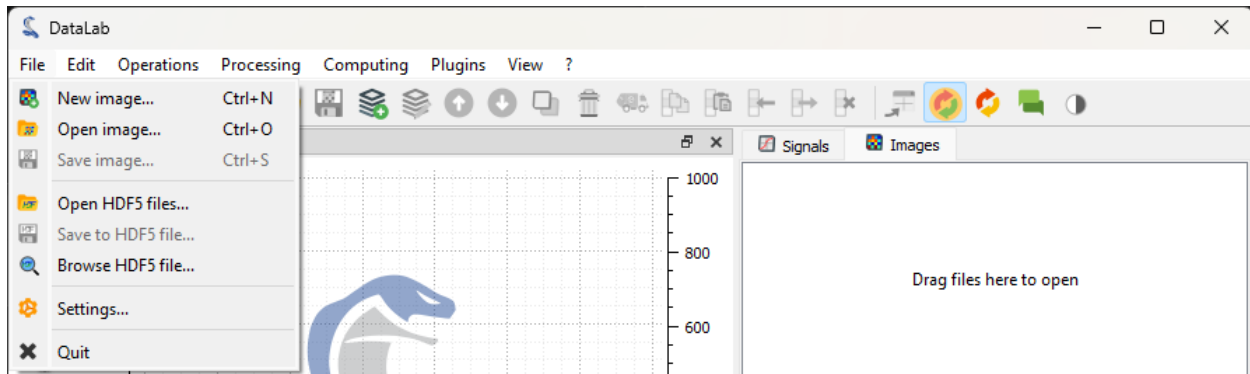 DataLab
File Edit Operations Processing Computing Plugins View ?
New image... Ctrl+N
Open image... Ctrl+O
Save image... Ctrl+S
Open HDF5 files...
Save to HDF5 file...
Browse HDF5 file...
Settings...
Quit
1000
800
600
Signals Images
Drag files here to open